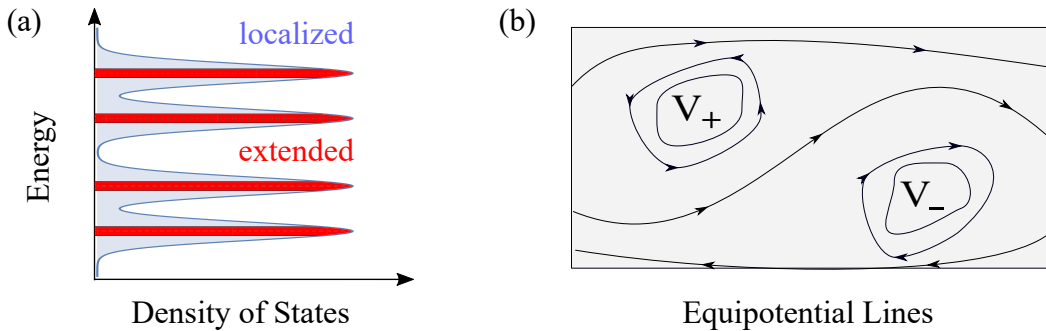 (a)
localized
extended
Energy
Density of States
(b)
V₊
V₋
Equipotential Lines